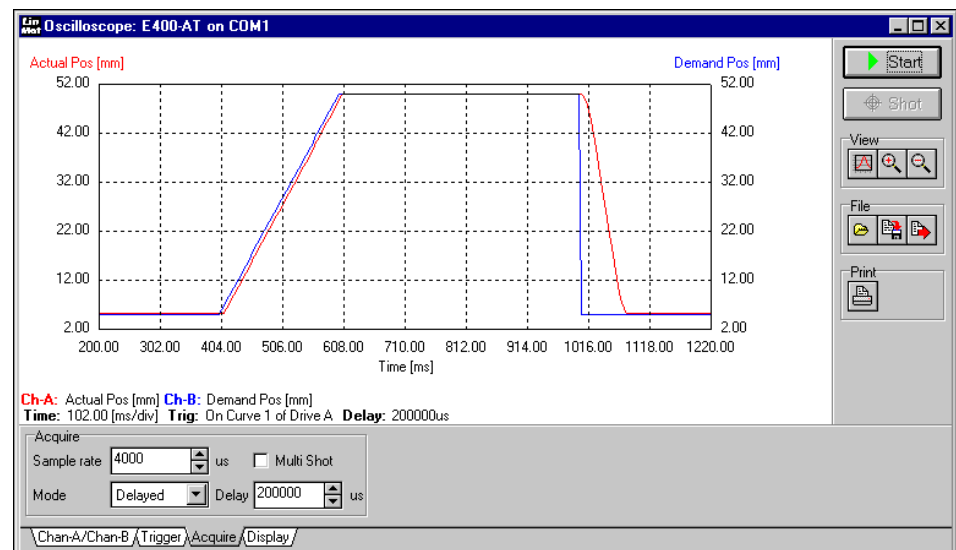 Lin Mot Oscilloscope: E400-AT on COM1
Actual Pos [mm] Demand Pos [mm]
52.00 52.00
42.00 42.00
32.00 32.00
22.00 22.00
12.00 12.00
2.00 2.00
200.00 302.00 404.00 506.00 608.00 710.00 812.00 914.00 1016.00 1118.00 1220.00
Time [ms]
Ch-A: Actual Pos [mm] Ch-B: Demand Pos [mm]
Time: 102.00 [ms/div] Trig: On Curve 1 of Drive A Delay: 200000us
Start
Shot
View
File
Print
Acquire
Sample rate 4000 us Multi Shot
Mode Delayed Delay 200000 us
Chan-A/Chan-B Trigger Acquire Display